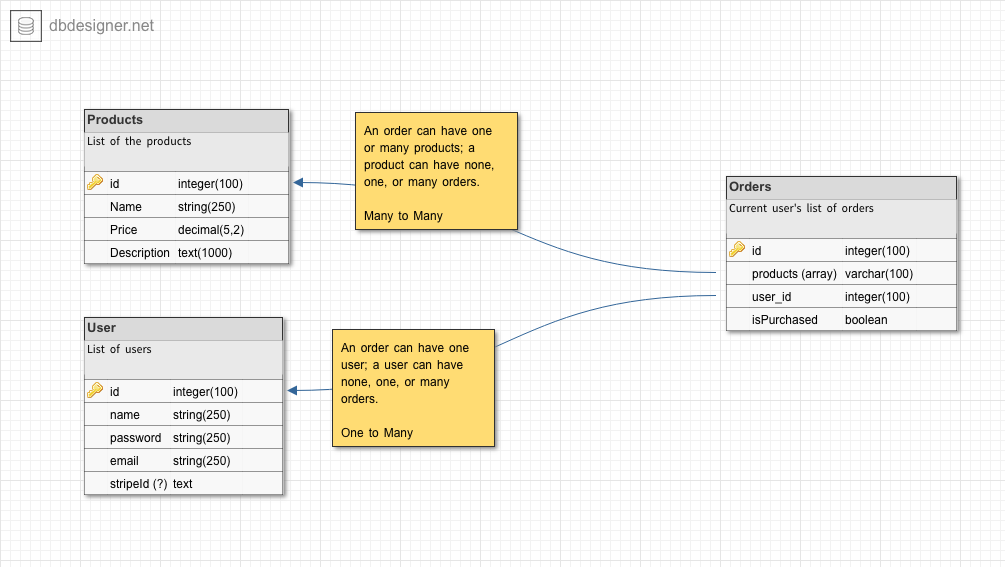 dbdesigner.net
Products
List of the products
id integer(100)
Name string(250)
Price decimal(5,2)
Description text(1000)
An order can have one
or many products; a
product can have none,
one, or many orders.
Many to Many
Orders
Current user's list of orders
id integer(100)
products (array) varchar(100)
user_id integer(100)
isPurchased boolean
User
List of users
id integer(100)
name string(250)
password string(250)
email string(250)
stripeId (?) text
An order can have one
user; a user can have
none, one, or many
orders.
One to Many